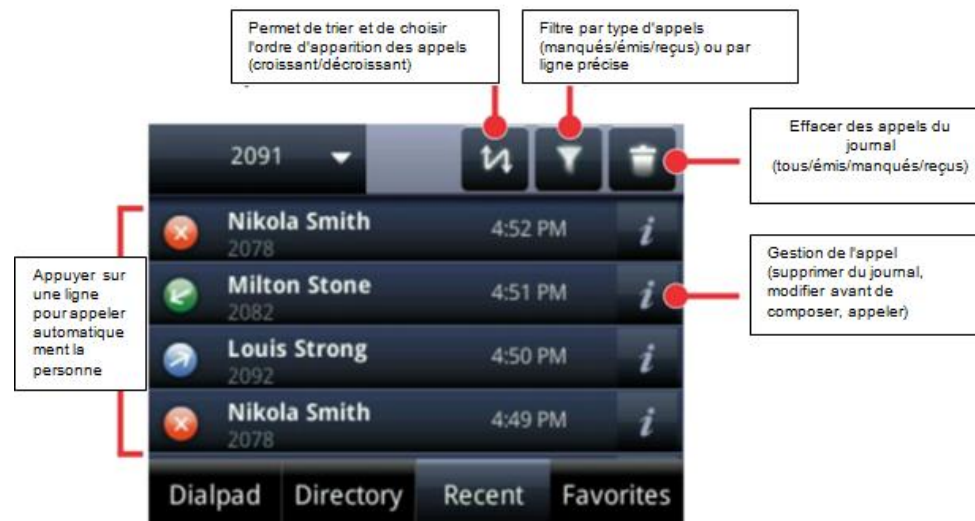 Permet de trier et de choisir
l'ordre d'apparition des appels
(croissant/décroissant)
Filtre par type d'appels
(manqués/émis/reçus) ou par
ligne précise
Effacer des appels du
journal
(tous/émis/manqués/reçus)
2091
Nikola Smith
2078
4:52 PM
i
Milton Stone
2082
4:51 PM
i
Louis Strong
2092
4:50 PM
i
Nikola Smith
2078
4:49 PM
i
Gestion de l'appel
(supprimer du journal,
modifier avant de
composer, appeler)
Appuyer sur
une ligne
pour appeler
automatique
ment la
personne
Dialpad Directory Recent Favorites